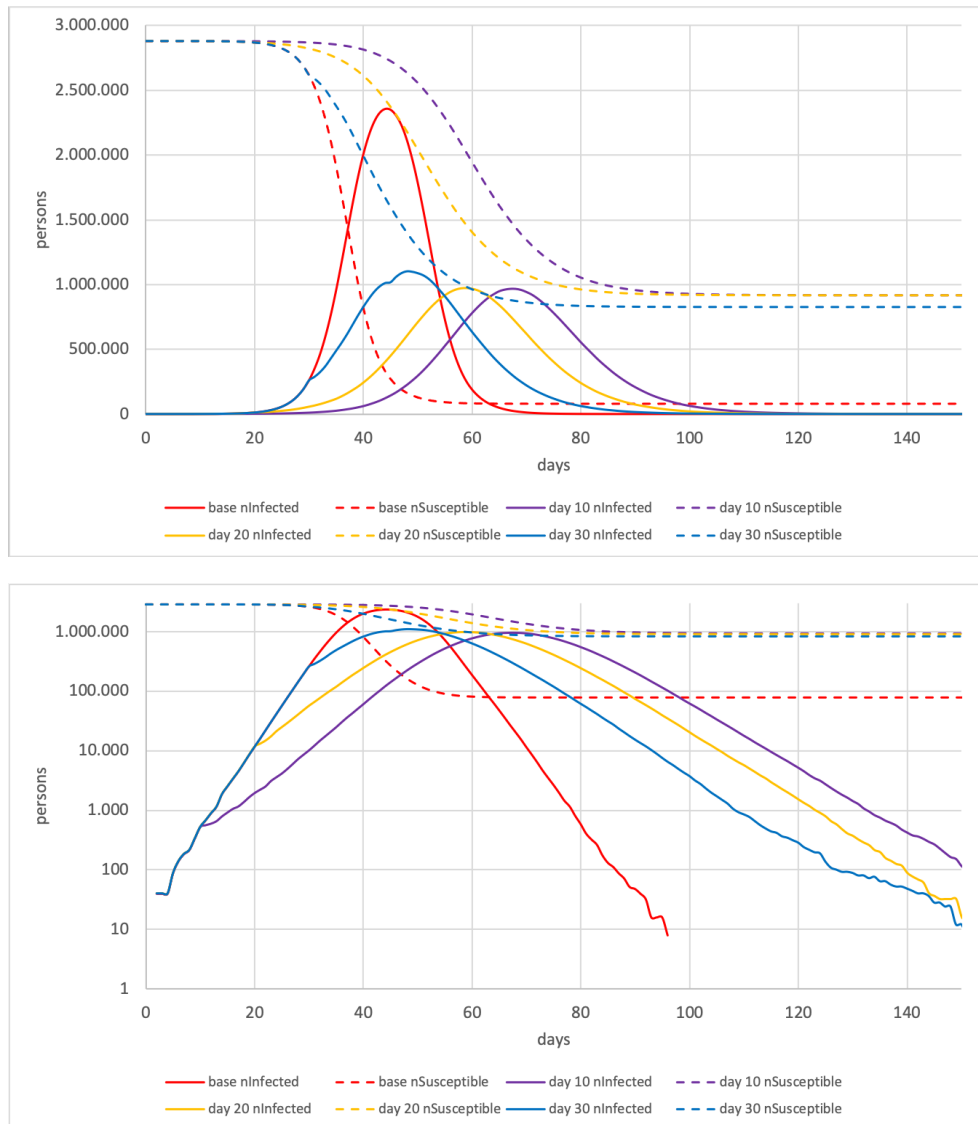 3.000.000
2.500.000
2.000.000
1.500.000
1.000.000
500.000
0
persons
0 20 40 60 80 100 120 140
days
base nInfected base nSusceptible day 10 nInfected day 10 nSusceptible
day 20 nInfected day 20 nSusceptible day 30 nInfected day 30 nSusceptible
1.000.000
100.000
10.000
1.000
100
10
1
persons
0 20 40 60 80 100 120 140
days
base nInfected base nSusceptible day 10 nInfected day 10 nSusceptible
day 20 nInfected day 20 nSusceptible day 30 nInfected day 30 nSusceptible